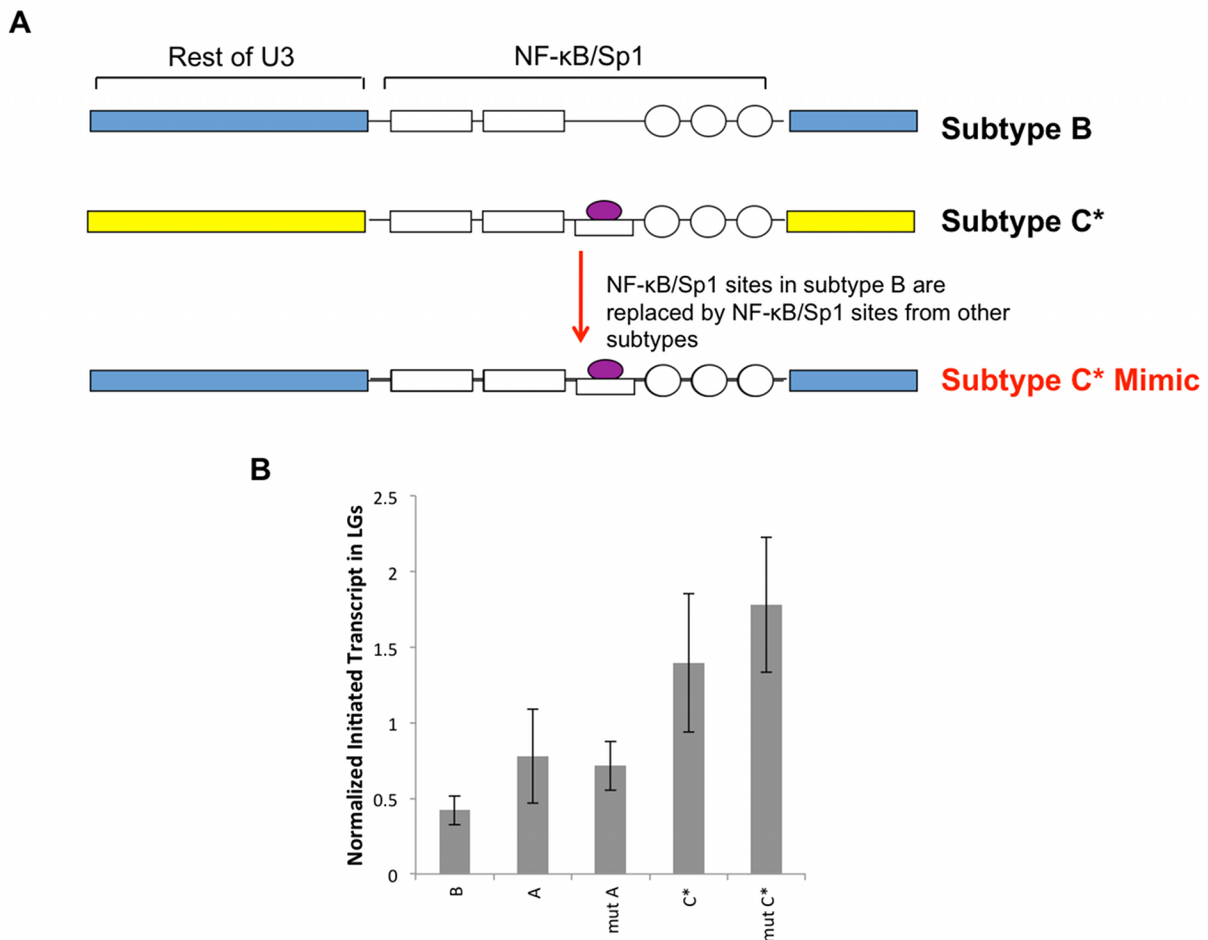 A
Rest of U3
NF-κB/Sp1
Subtype B
Subtype C*
NF-κB/Sp1 sites in subtype B are
replaced by NF-κB/Sp1 sites from other
subtypes
Subtype C* Mimic
B
Normalized Initiated Transcript in LGs
2.5
2
1.5
1
0.5
0
B
A
mut A
C*
mut C*